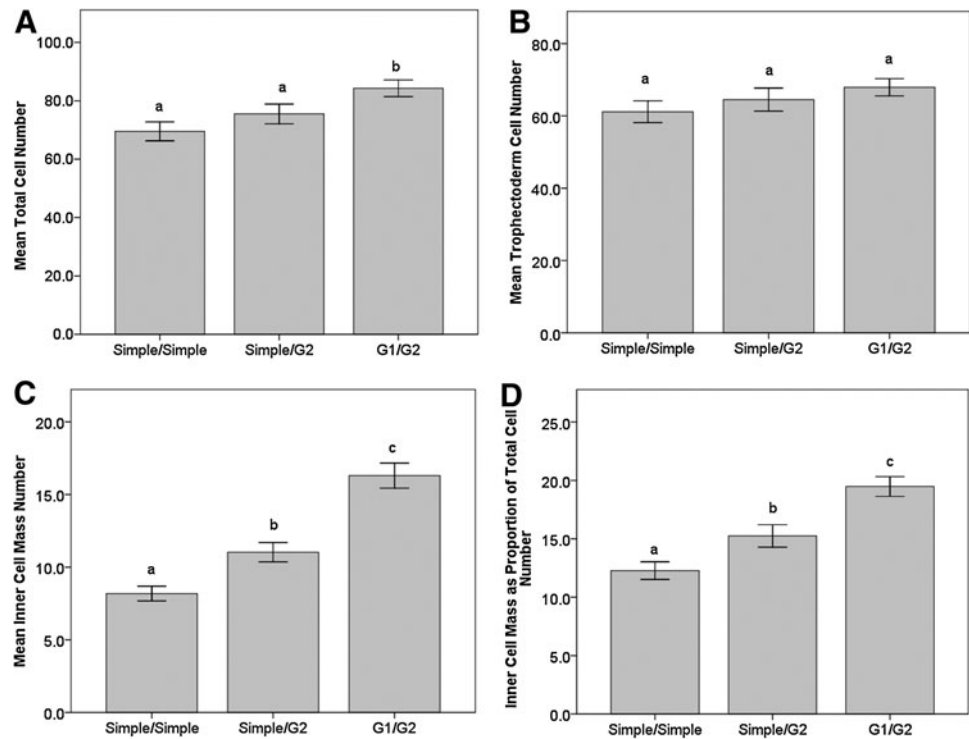 A
Mean Total Cell Number
100.0
80.0
60.0
40.0
20.0
0.0
a
a
b
Simple/Simple
Simple/G2
G1/G2
B
Mean Trophectoderm Cell Number
80.0
60.0
40.0
20.0
0.0
a
a
a
Simple/Simple
Simple/G2
G1/G2
C
Mean Inner Cell Mass Number
20.0
15.0
10.0
5.0
0.0
a
b
c
Simple/Simple
Simple/G2
G1/G2
D
Inner Cell Mass as Proportion of Total Cell
Number
25.0
20.0
15.0
10.0
5.0
0.0
a
b
c
Simple/Simple
Simple/G2
G1/G2